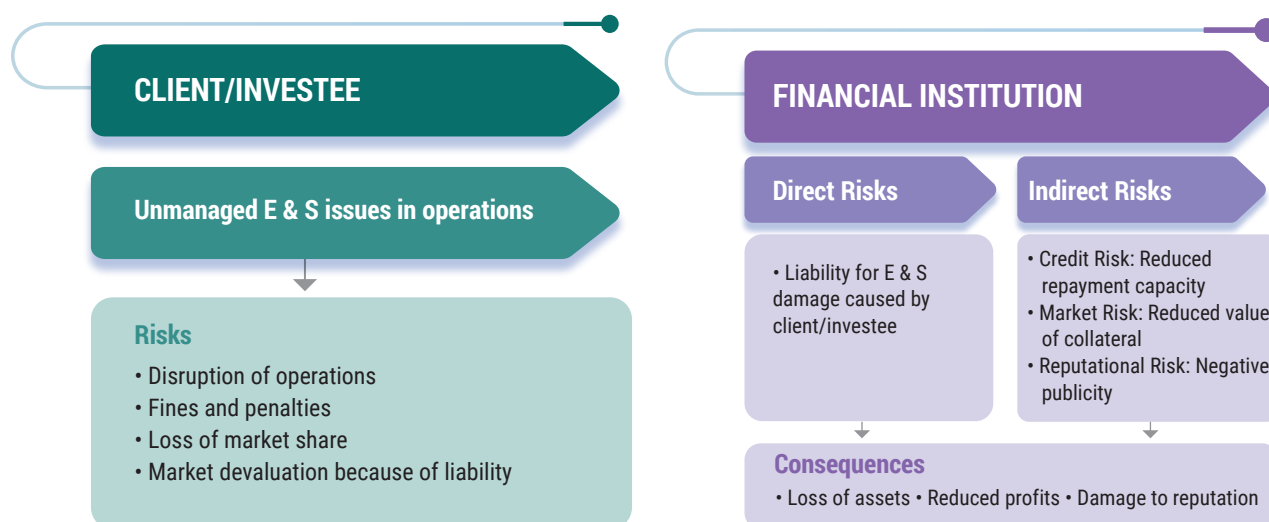 CLIENT/INVESTEE
Unmanaged E & S issues in operations
Risks
• Disruption of operations
• Fines and penalties
• Loss of market share
• Market devaluation because of liability
FINANCIAL INSTITUTION
Direct Risks
• Liability for E & S
damage caused by
client/investee
Indirect Risks
• Credit Risk: Reduced
repayment capacity
• Market Risk: Reduced value
of collateral
• Reputational Risk: Negative
publicity
Consequences
• Loss of assets • Reduced profits • Damage to reputation